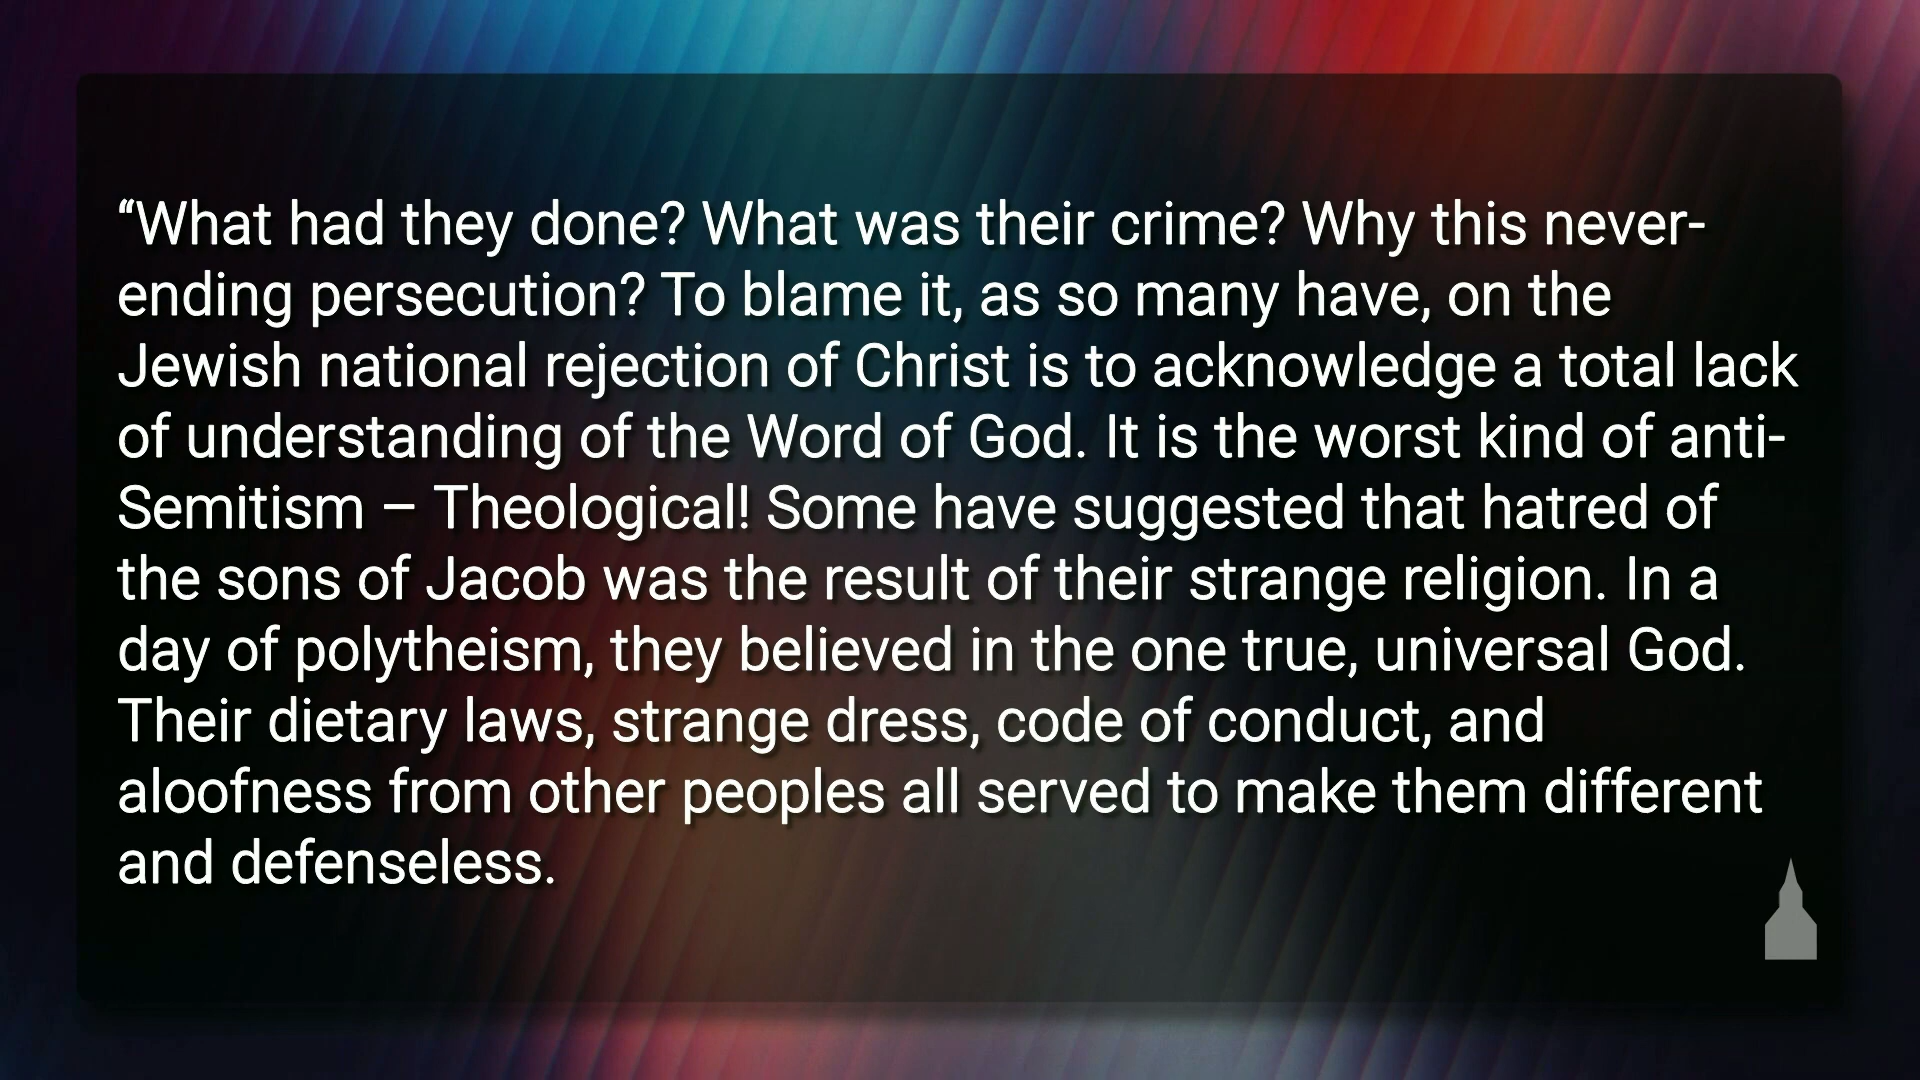 “What had they done? What was their crime? Why this never-
ending persecution? To blame it, as so many have, on the
Jewish national rejection of Christ is to acknowledge a total lack
of understanding of the Word of God. It is the worst kind of anti-
Semitism – Theological! Some have suggested that hatred of
the sons of Jacob was the result of their strange religion. In a
day of polytheism, they believed in the one true, universal God.
Their dietary laws, strange dress, code of conduct, and
aloofness from other peoples all served to make them different
and defenseless.